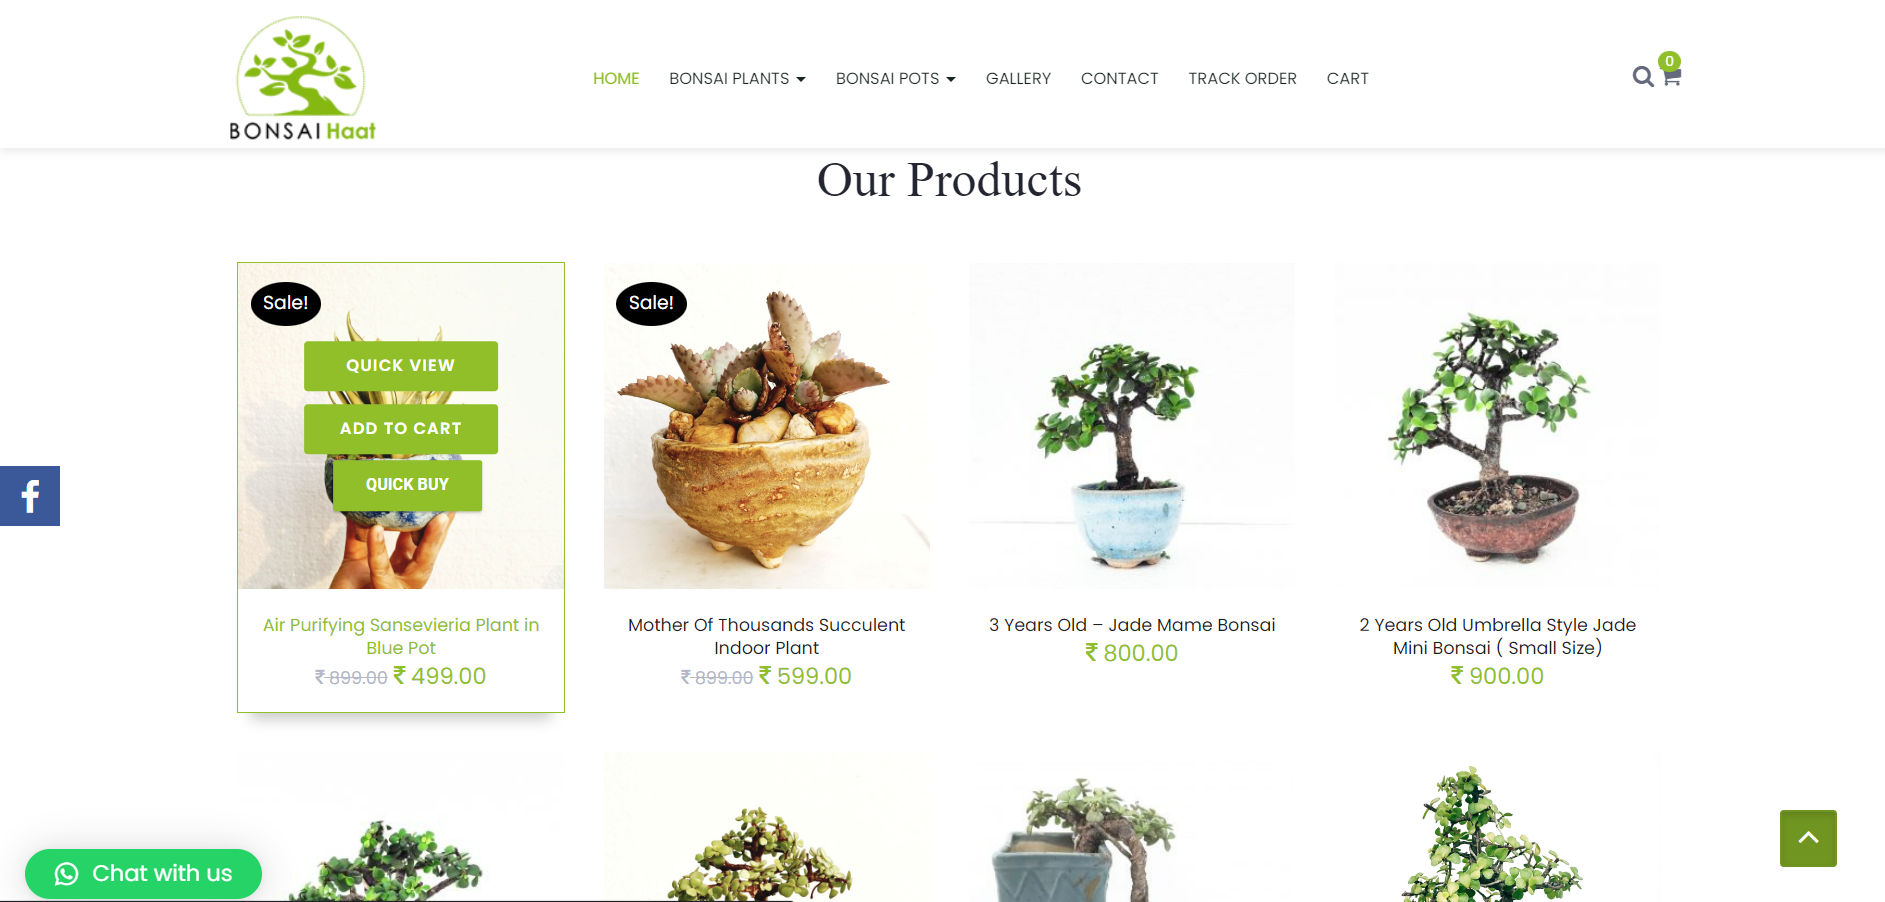 BONSAI Haat
HOME
BONSAI PLANTS
BONSAI POTS
GALLERY
CONTACT
TRACK ORDER
CART
0
Our Products
Sale!
QUICK VIEW
ADD TO CART
QUICK BUY
Air Purifying Sansevieria Plant in
Blue Pot
₹ 899.00 ₹ 499.00
Sale!
Mother Of Thousands Succulent
Indoor Plant
₹ 899.00 ₹ 599.00
3 Years Old – Jade Mame Bonsai
₹ 800.00
2 Years Old Umbrella Style Jade
Mini Bonsai ( Small Size)
₹ 900.00
f
Chat with us